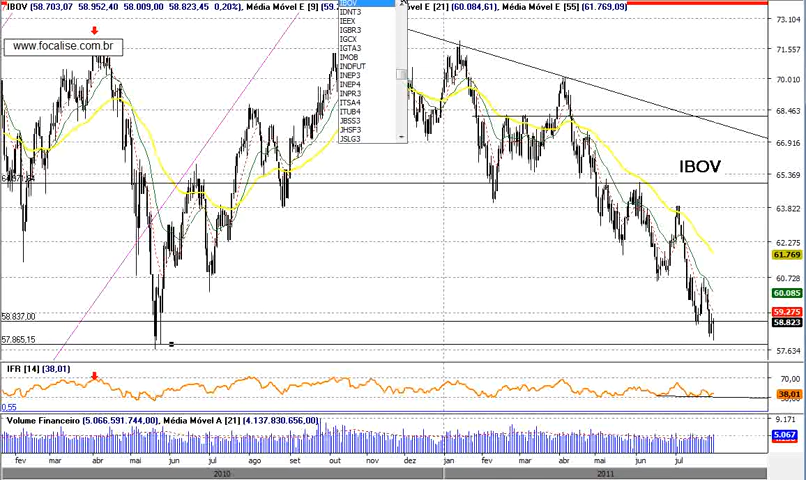 IBOV (58.703,07 58.952,40 58.009,00 58.823,45 0,20%), Média Móvel E [9] (59. vel E [21] (60.084,61), Média Móvel E [55] (61.769,09)
IBOV
IDNT3
IEEX
IGBR3
IGCX
IGTA3
IMOB
INDFUT
INEP3
INEP4
INPR3
ITSA4
ITUB4
JBSS3
JHSF3
JSLG3
www.focalise.com.br
IBOV
73.107
71.557
70.010
68.463
66.916
65.369
63.822
62.275
61.769
60.728
60.085
59.275
58.823
57.634
58.837,00
57.865,15
IFR [14] (38,01)
70,00
38,01
0,55
Volume Financeiro (5.066.591.744,00), Média Móvel A [21] (4.137.830.656,00)
9.171
5.067
fev mar abr mai jun jul ago set out nov dez jan fev mar abr mai jun jul
2010 2011